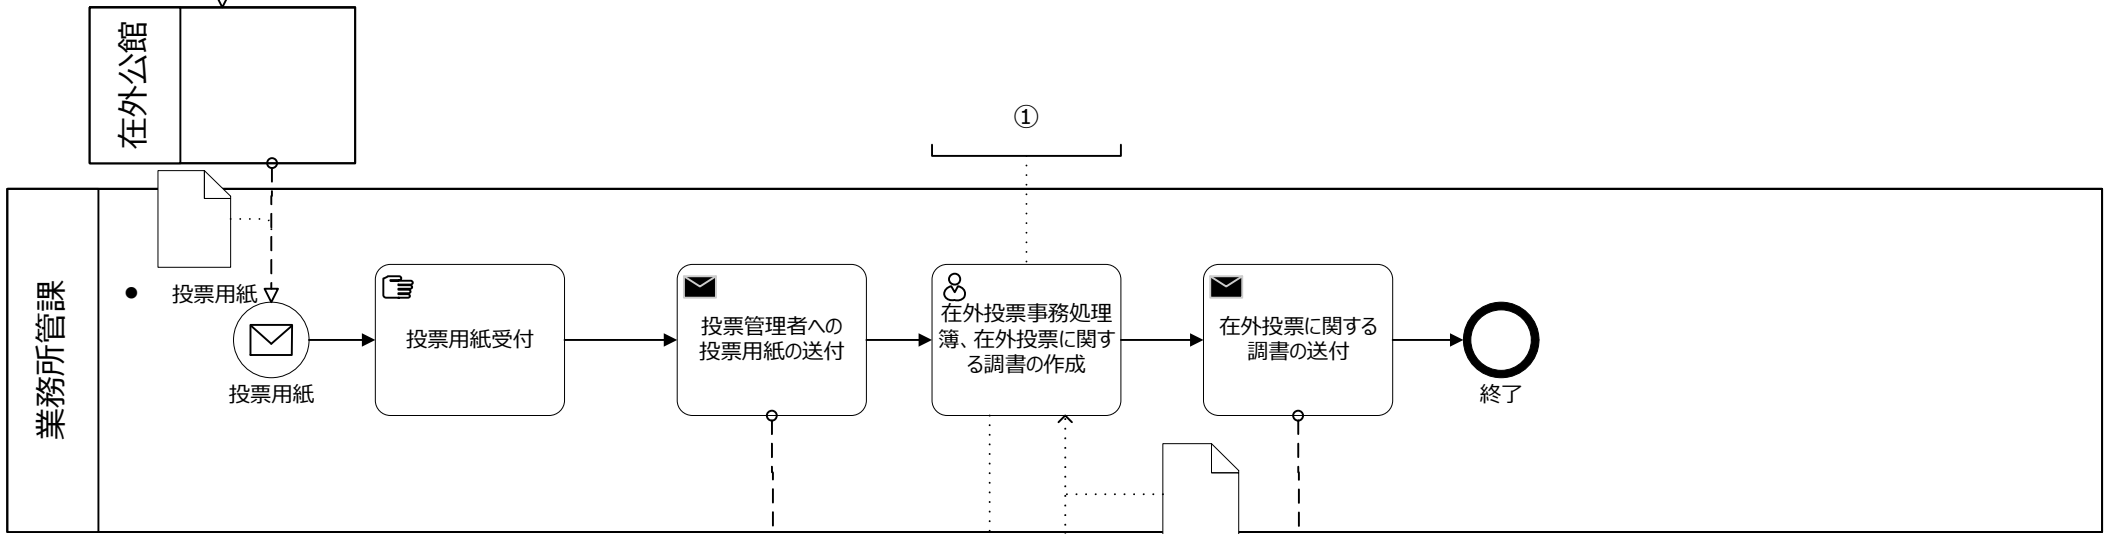 在外公館
①
業務所管課
● 投票用紙
投票用紙
投票用紙受付
投票管理者への
投票用紙の送付
在外投票事務処理
簿、在外投票に関す
る調書の作成
在外投票に関する
調書の送付
終了